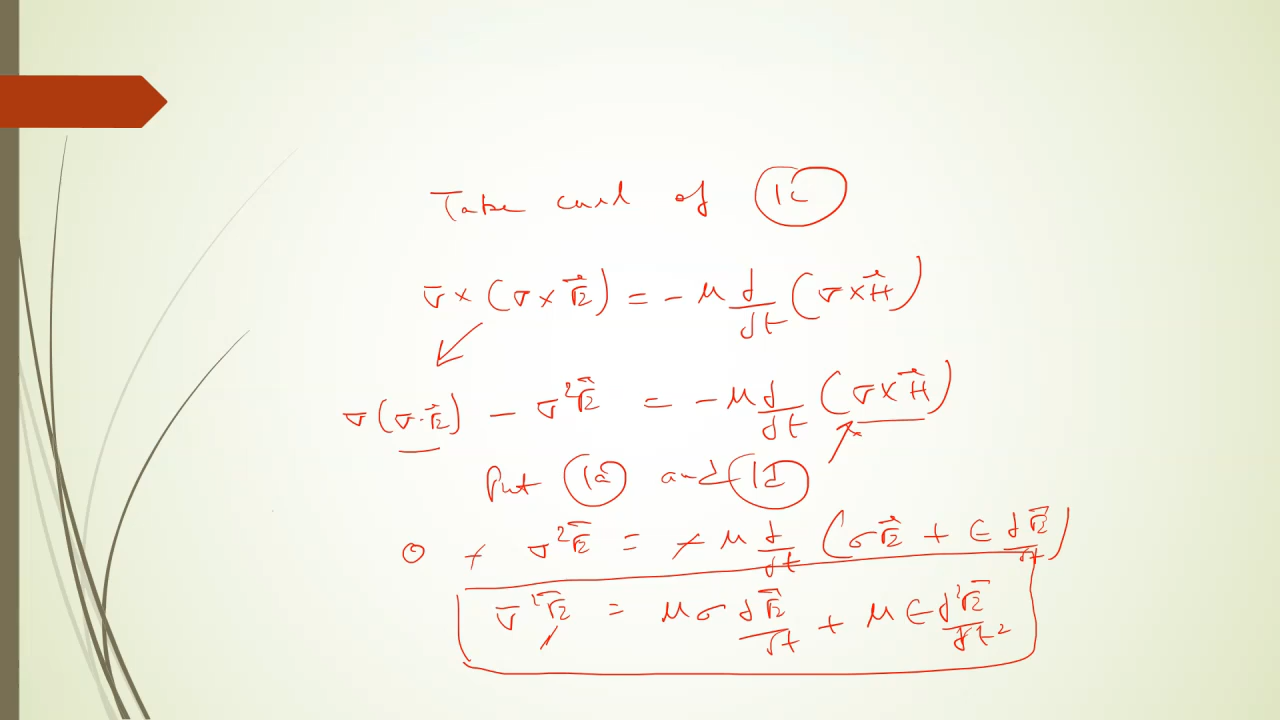 Take curl of (1c)
∇ × (∇ × E⃗) = - μ d/dt (∇ × H⃗)
∇(∇·E⃗) - ∇²E⃗ = - μ d/dt (∇ × H⃗)
Put (1a) and (1d)
0 - ∇²E⃗ = - μ d/dt (σE⃗ + ∈ dE⃗/dt)
∇²E⃗ = μσ dE⃗/dt + μ∈ d²E⃗/dt²